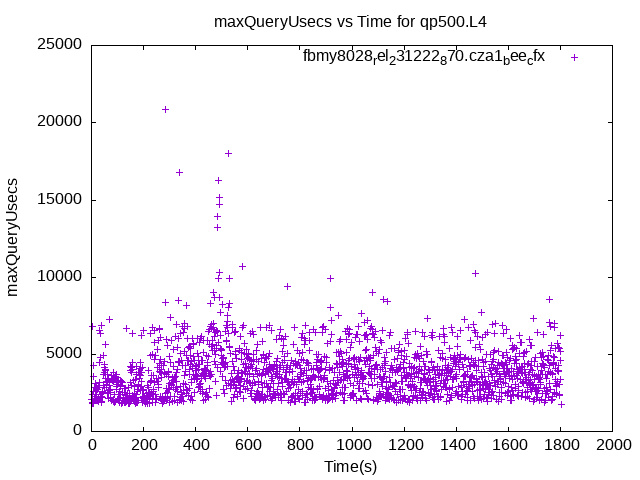 maxQueryUsecs vs Time for qp500.L4
fbmy8028rel231222870.cza1beecfx
25000
20000
15000
10000
5000
0
maxQueryUsecs
0 200 400 600 800 1000 1200 1400 1600 1800 2000
Time(s)